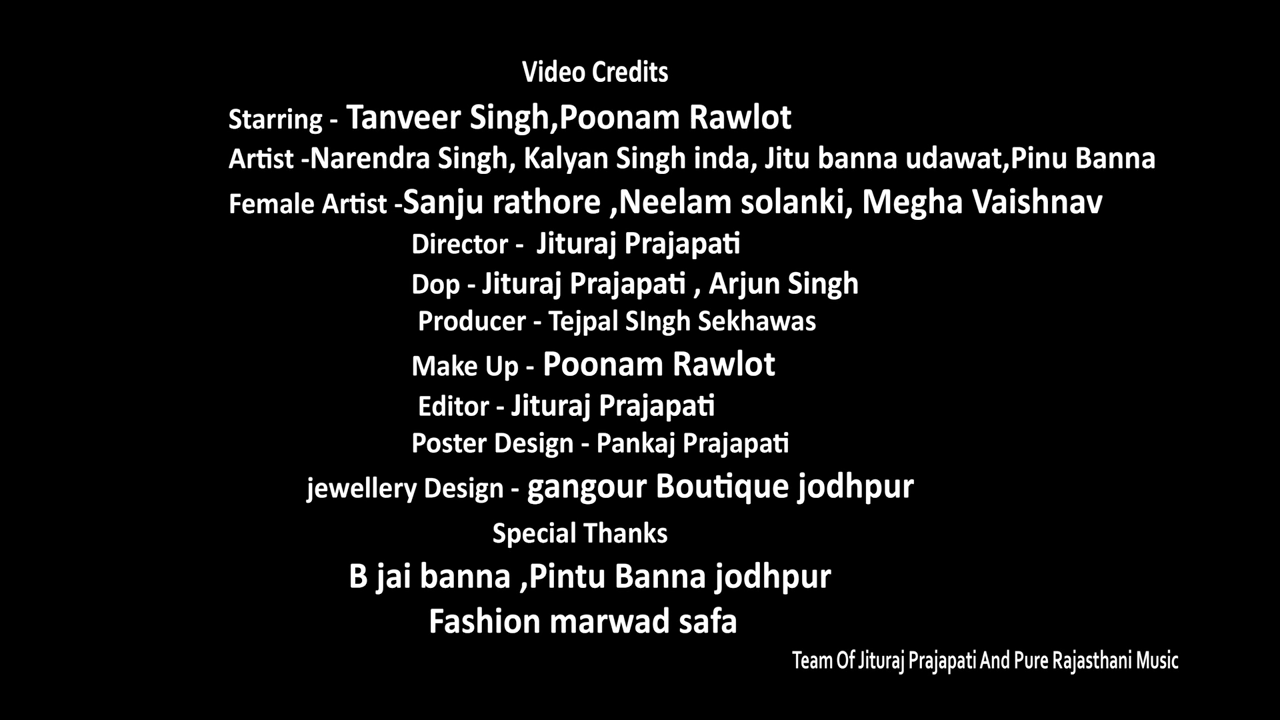 Video Credits
Starring - Tanveer Singh,Poonam Rawlot
Artist -Narendra Singh, Kalyan Singh inda, Jitu banna udawat,Pinu Banna
Female Artist -Sanju rathore ,Neelam solanki, Megha Vaishnav
Director - Jituraj Prajapati
Dop - Jituraj Prajapati , Arjun Singh
Producer - Tejpal SIngh Sekhawas
Make Up - Poonam Rawlot
Editor - Jituraj Prajapati
Poster Design - Pankaj Prajapati
jewellery Design - gangour Boutique jodhpur
Special Thanks
B jai banna ,Pintu Banna jodhpur
Fashion marwad safa
Team Of Jituraj Prajapati And Pure Rajasthani Music